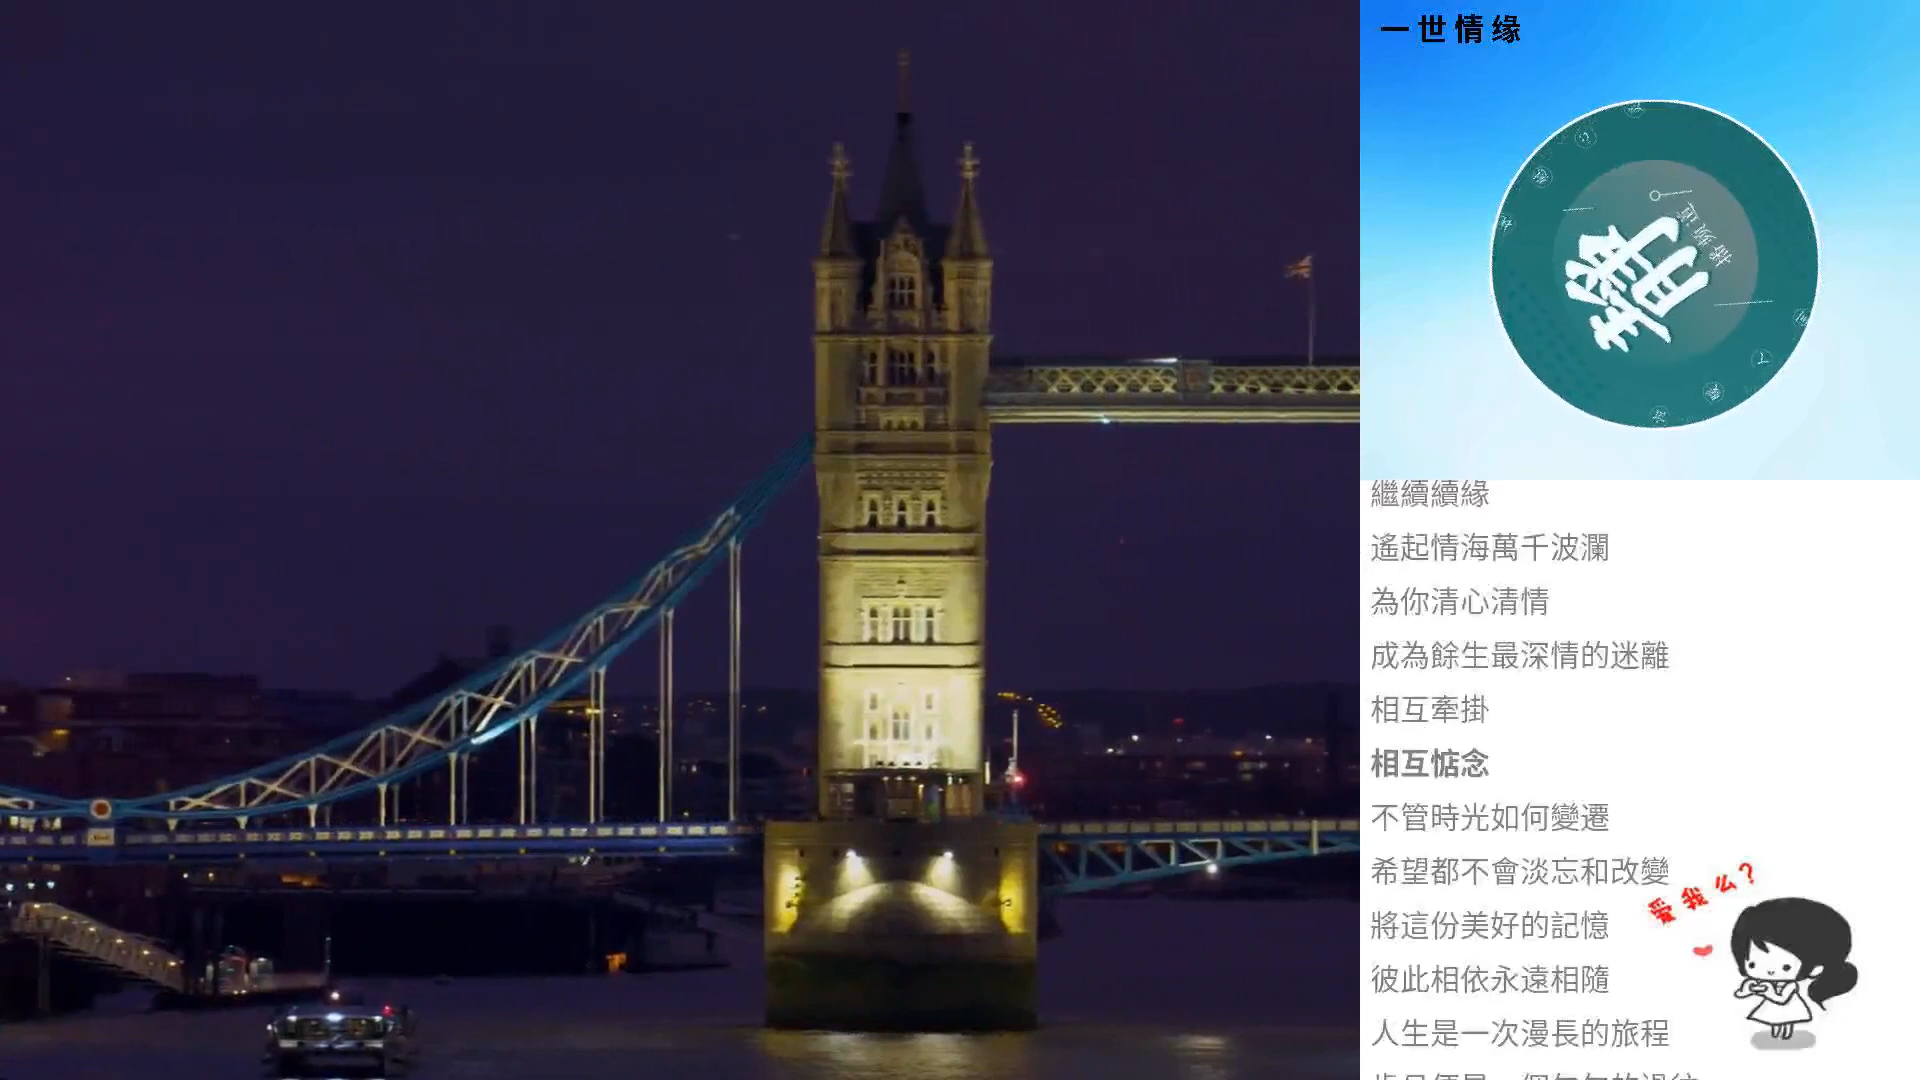 一世情缘
播频道
繼續續緣
遙起情海萬千波瀾
為你清心清情
成為餘生最深情的迷離
相互牽掛
相互惦念
不管時光如何變遷
希望都不會淡忘和改變
愛我么?
將這份美好的記憶
彼此相依永遠相隨
人生是一次漫長的旅程